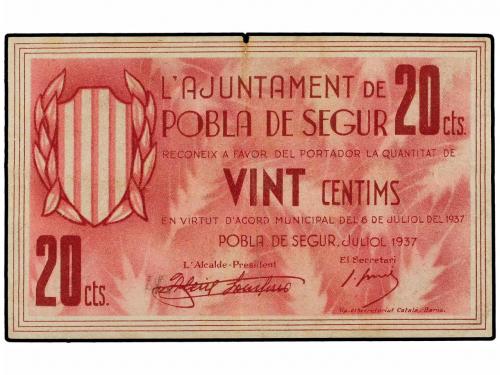 L'AJUNTAMENT DE
POBLA DE SEGUR 20 cts.
RECONEIX A FAVOR DEL PORTADOR LA QUANTITAT DE
VINT CENTIMS
EN VIRTUT D'ACORD MUNICIPAL DEL 6 DE JULIOL DEL 1937
POBLA DE SEGUR, JULIOL 1937
20 cts.
L'Alcalde-President
El Secretari